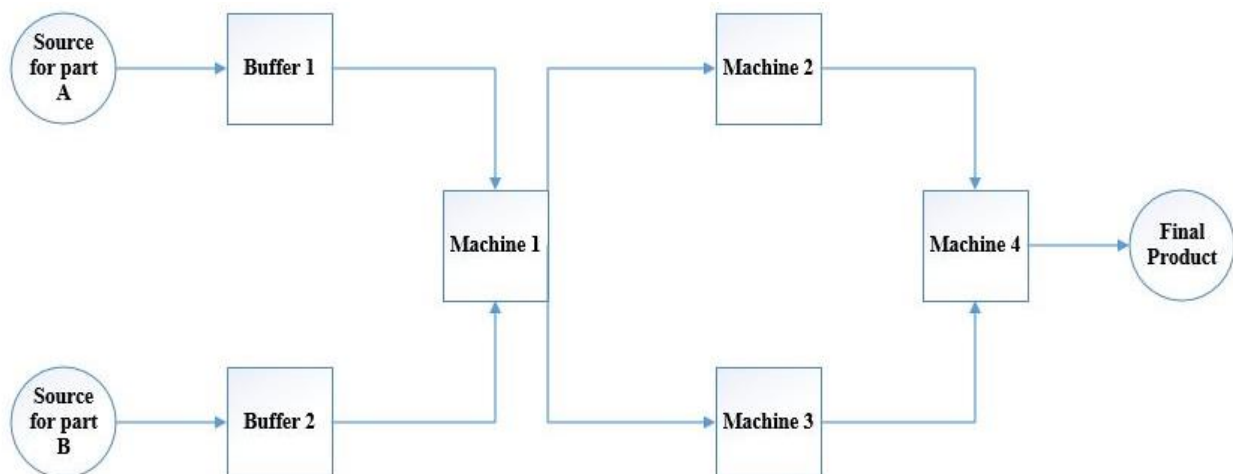 Source
for part
A
Buffer 1
Machine 2
Machine 1
Machine 4
Final
Product
Source
for part
B
Buffer 2
Machine 3